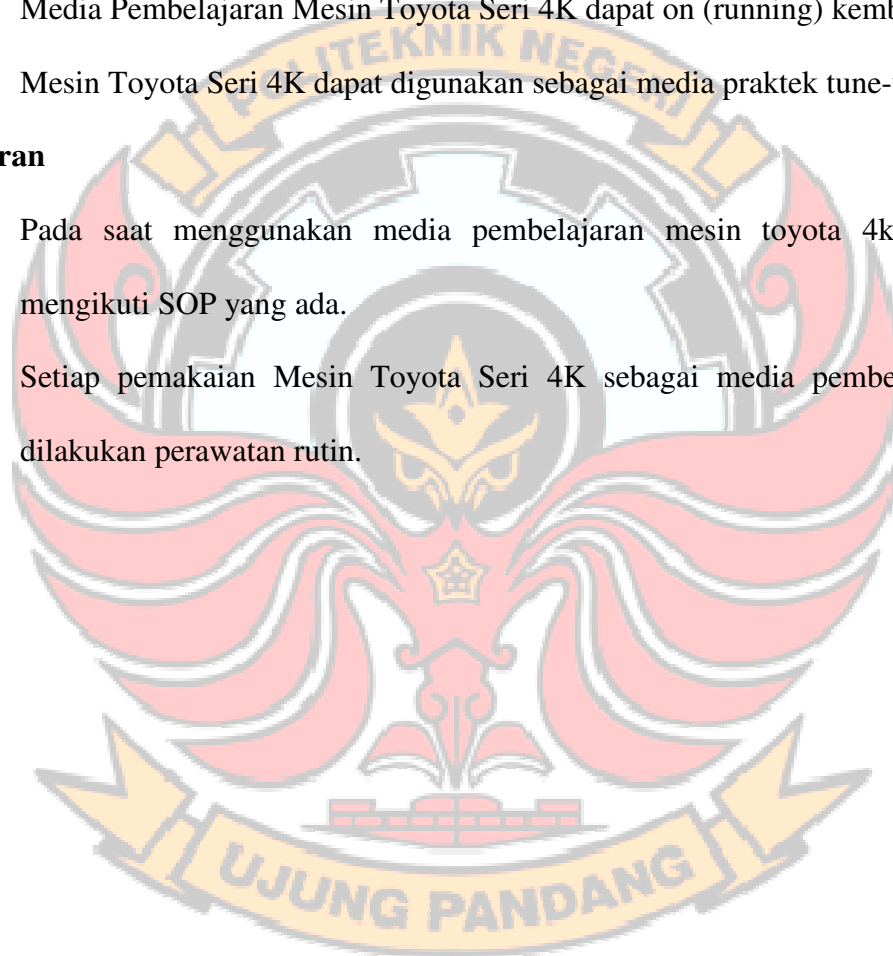 Media Pembelajaran Mesin Toyota Seri 4K dapat on (running) kemb
POLITEKNIK NEGERI
Mesin Toyota Seri 4K dapat digunakan sebagai media praktek tune-
ran
Pada saat menggunakan media pembelajaran mesin toyota 4k
mengikuti SOP yang ada.
Setiap pemakaian Mesin Toyota Seri 4K sebagai media pembe
dilakukan perawatan rutin.
UJUNG PANDANG